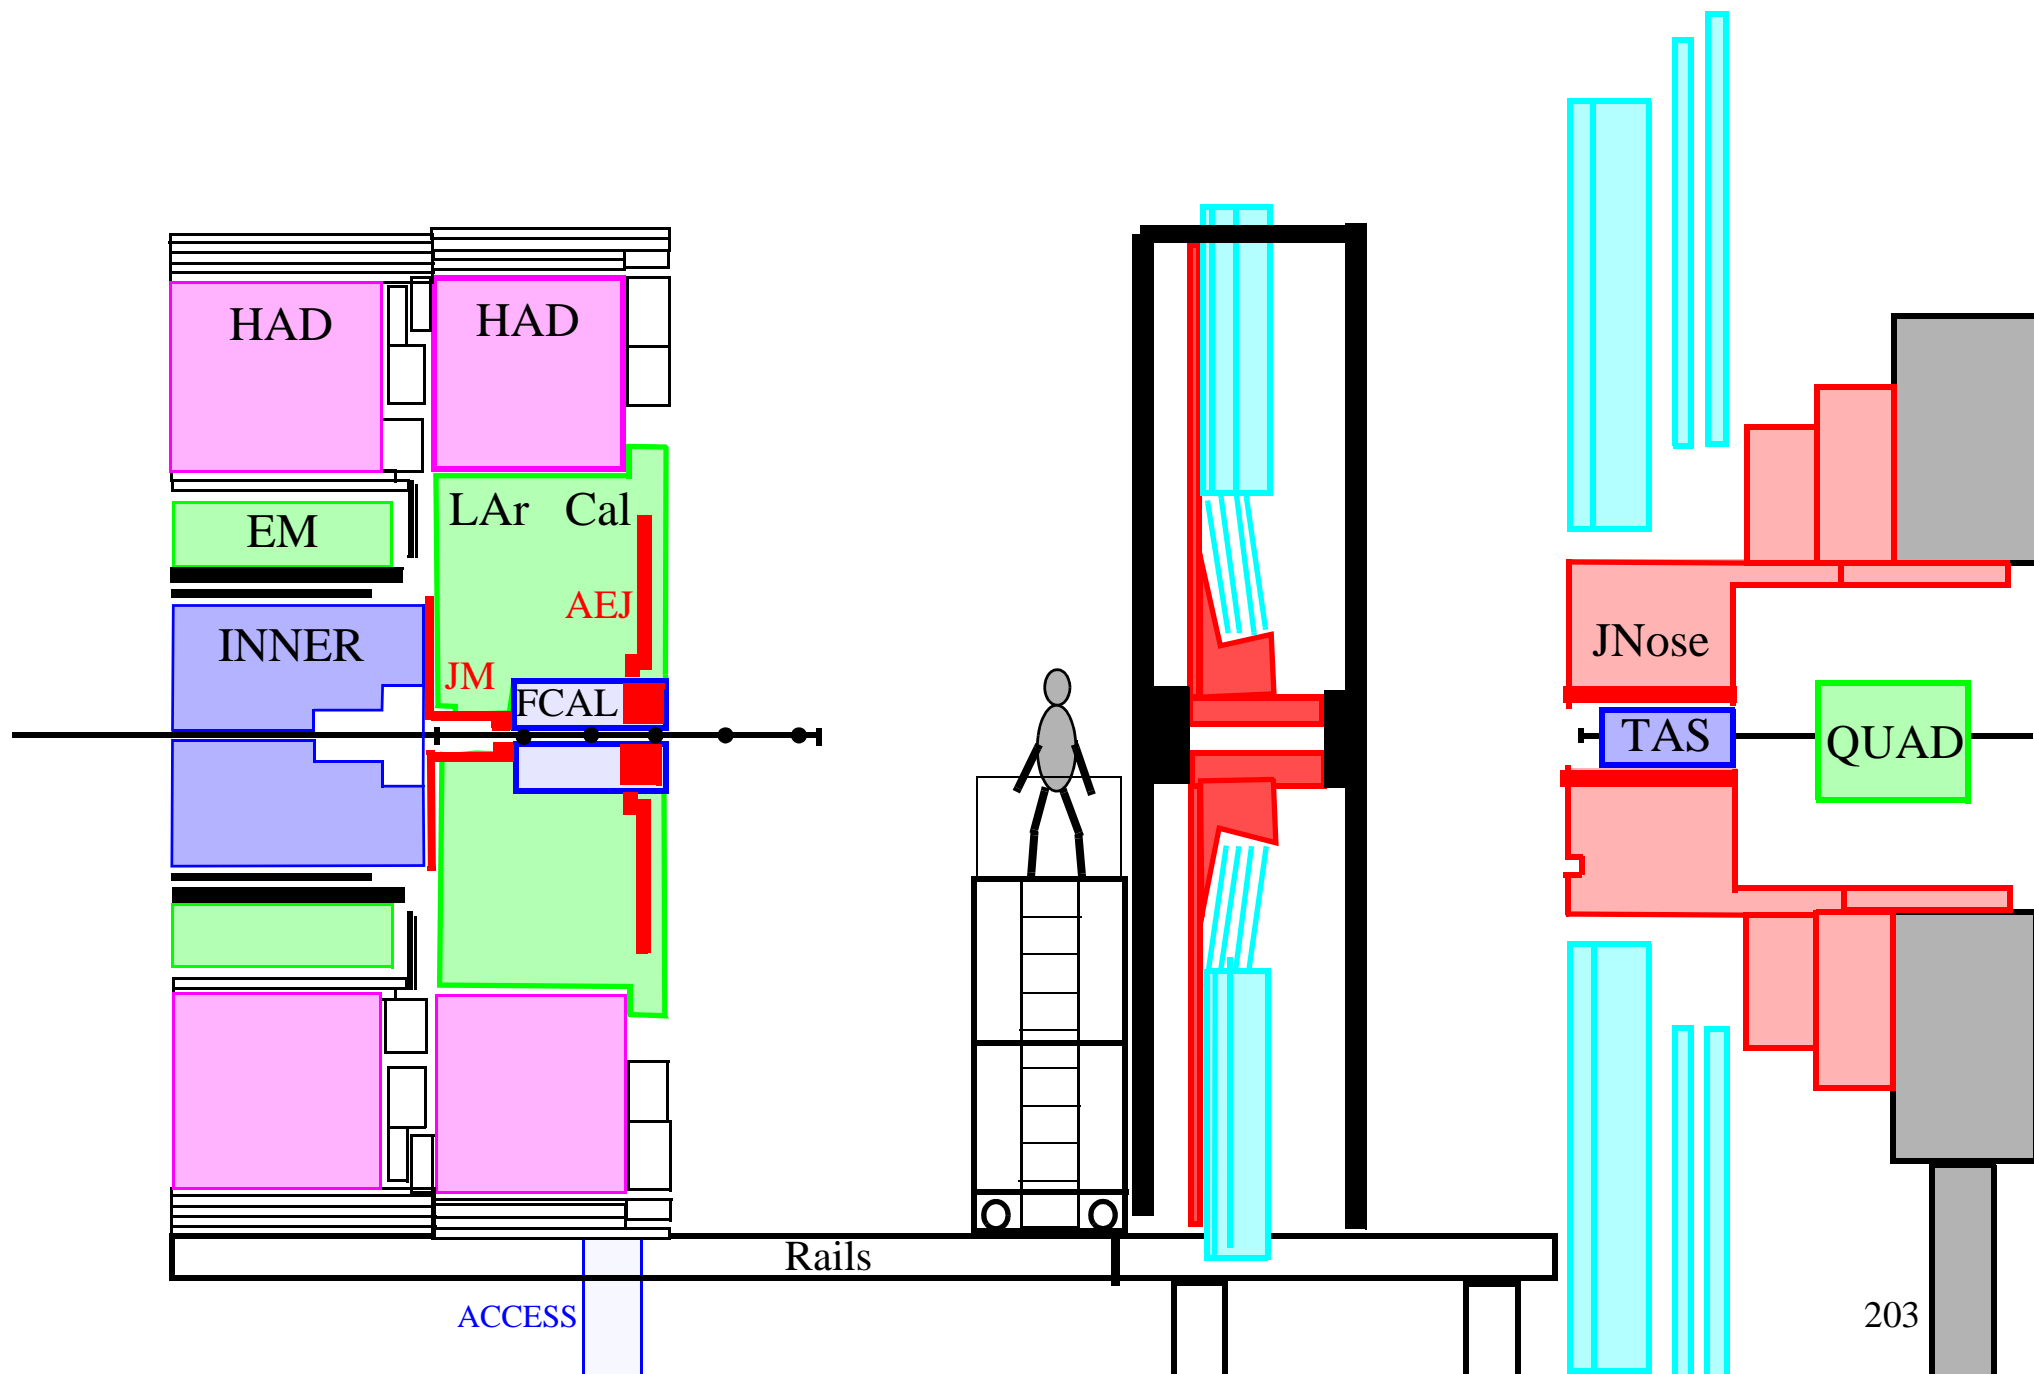 HAD
HAD
LAr Cal
EM
AEJ
INNER
JM
FCAL
JNose
TAS
QUAD
Rails
ACCESS
203